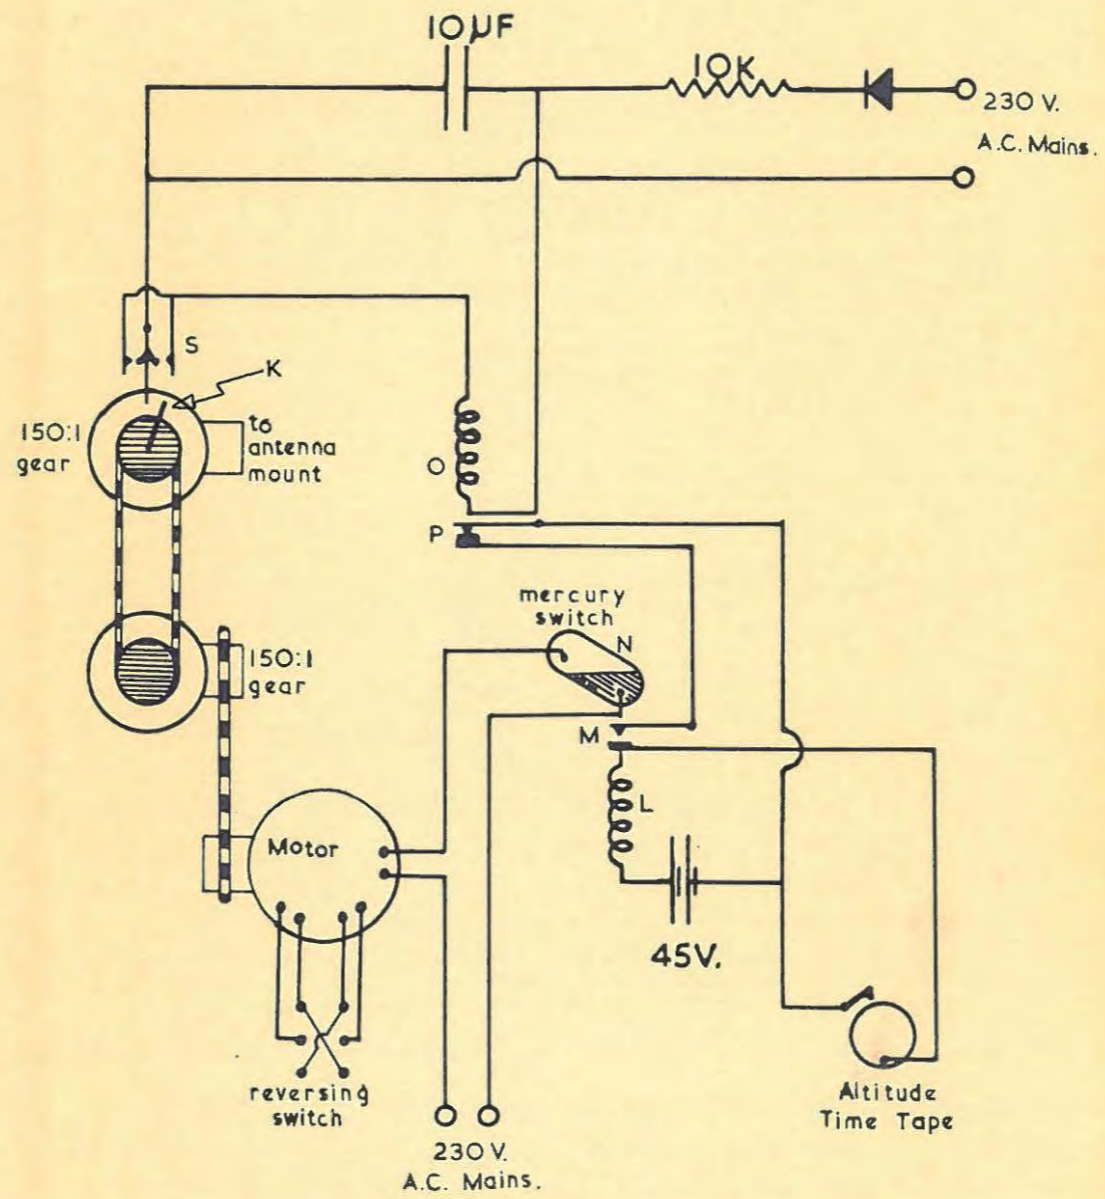 10µF
10K
230 V.
A.C. Mains.
S
K
150:1
gear
to
antenna
mount
O
P
mercury
switch
N
150:1
gear
M
L
Motor
45V.
reversing
switch
Altitude
Time Tape
230 V.
A.C. Mains.